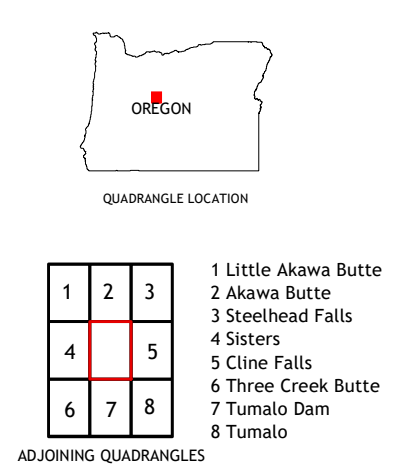 OREGON
QUADRANGLE LOCATION
1 2 3
4 5
6 7 8
1 Little Akawa Butte
2 Akawa Butte
3 Steelhead Falls
4 Sisters
5 Cline Falls
6 Three Creek Butte
7 Tumalo Dam
8 Tumalo
ADJOINING QUADRANGLES